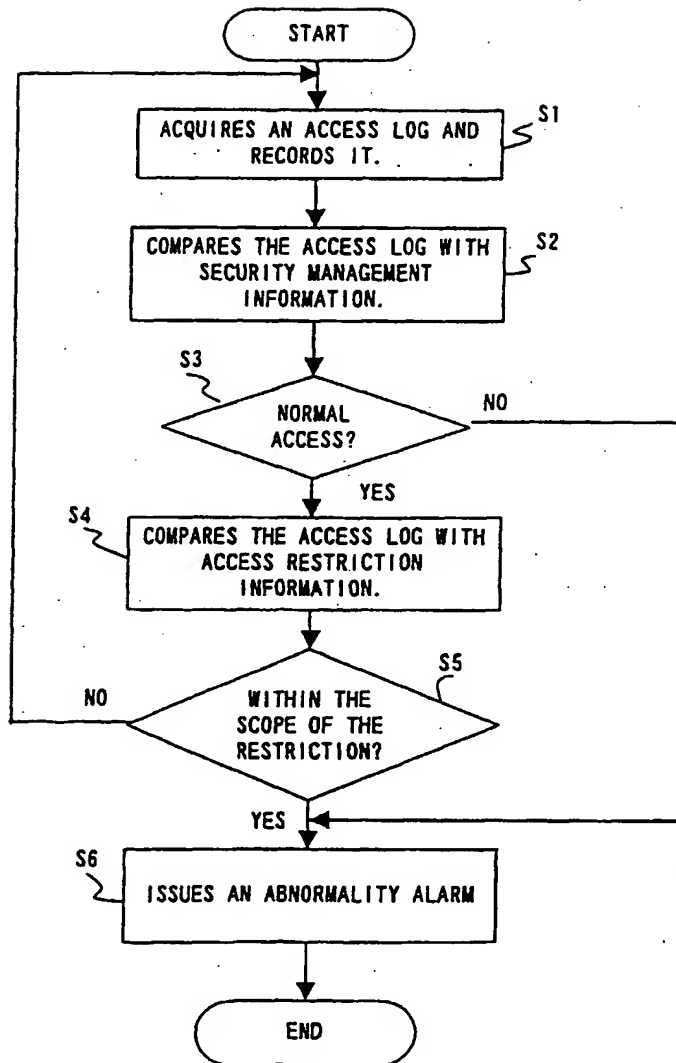 START
ACQUIRES AN ACCESS LOG AND
RECORDS IT.
S1
COMPARES THE ACCESS LOG WITH
SECURITY MANAGEMENT
INFORMATION.
S2
S3
NORMAL
ACCESS?
NO
YES
S4
COMPARES THE ACCESS LOG WITH
ACCESS RESTRICTION
INFORMATION.
S5
NO
WITHIN THE
SCOPE OF THE
RESTRICTION?
YES
S6
ISSUES AN ABNORMALITY ALARM
END